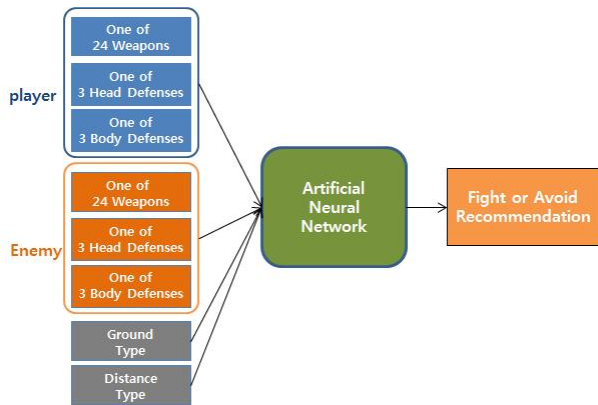 player
One of
24 Weapons
One of
3 Head Defenses
One of
3 Body Defenses
Enemy
One of
24 Weapons
One of
3 Head Defenses
One of
3 Body Defenses
Ground
Type
Distance
Type
Artificial
Neural
Network
Fight or Avoid
Recommendation